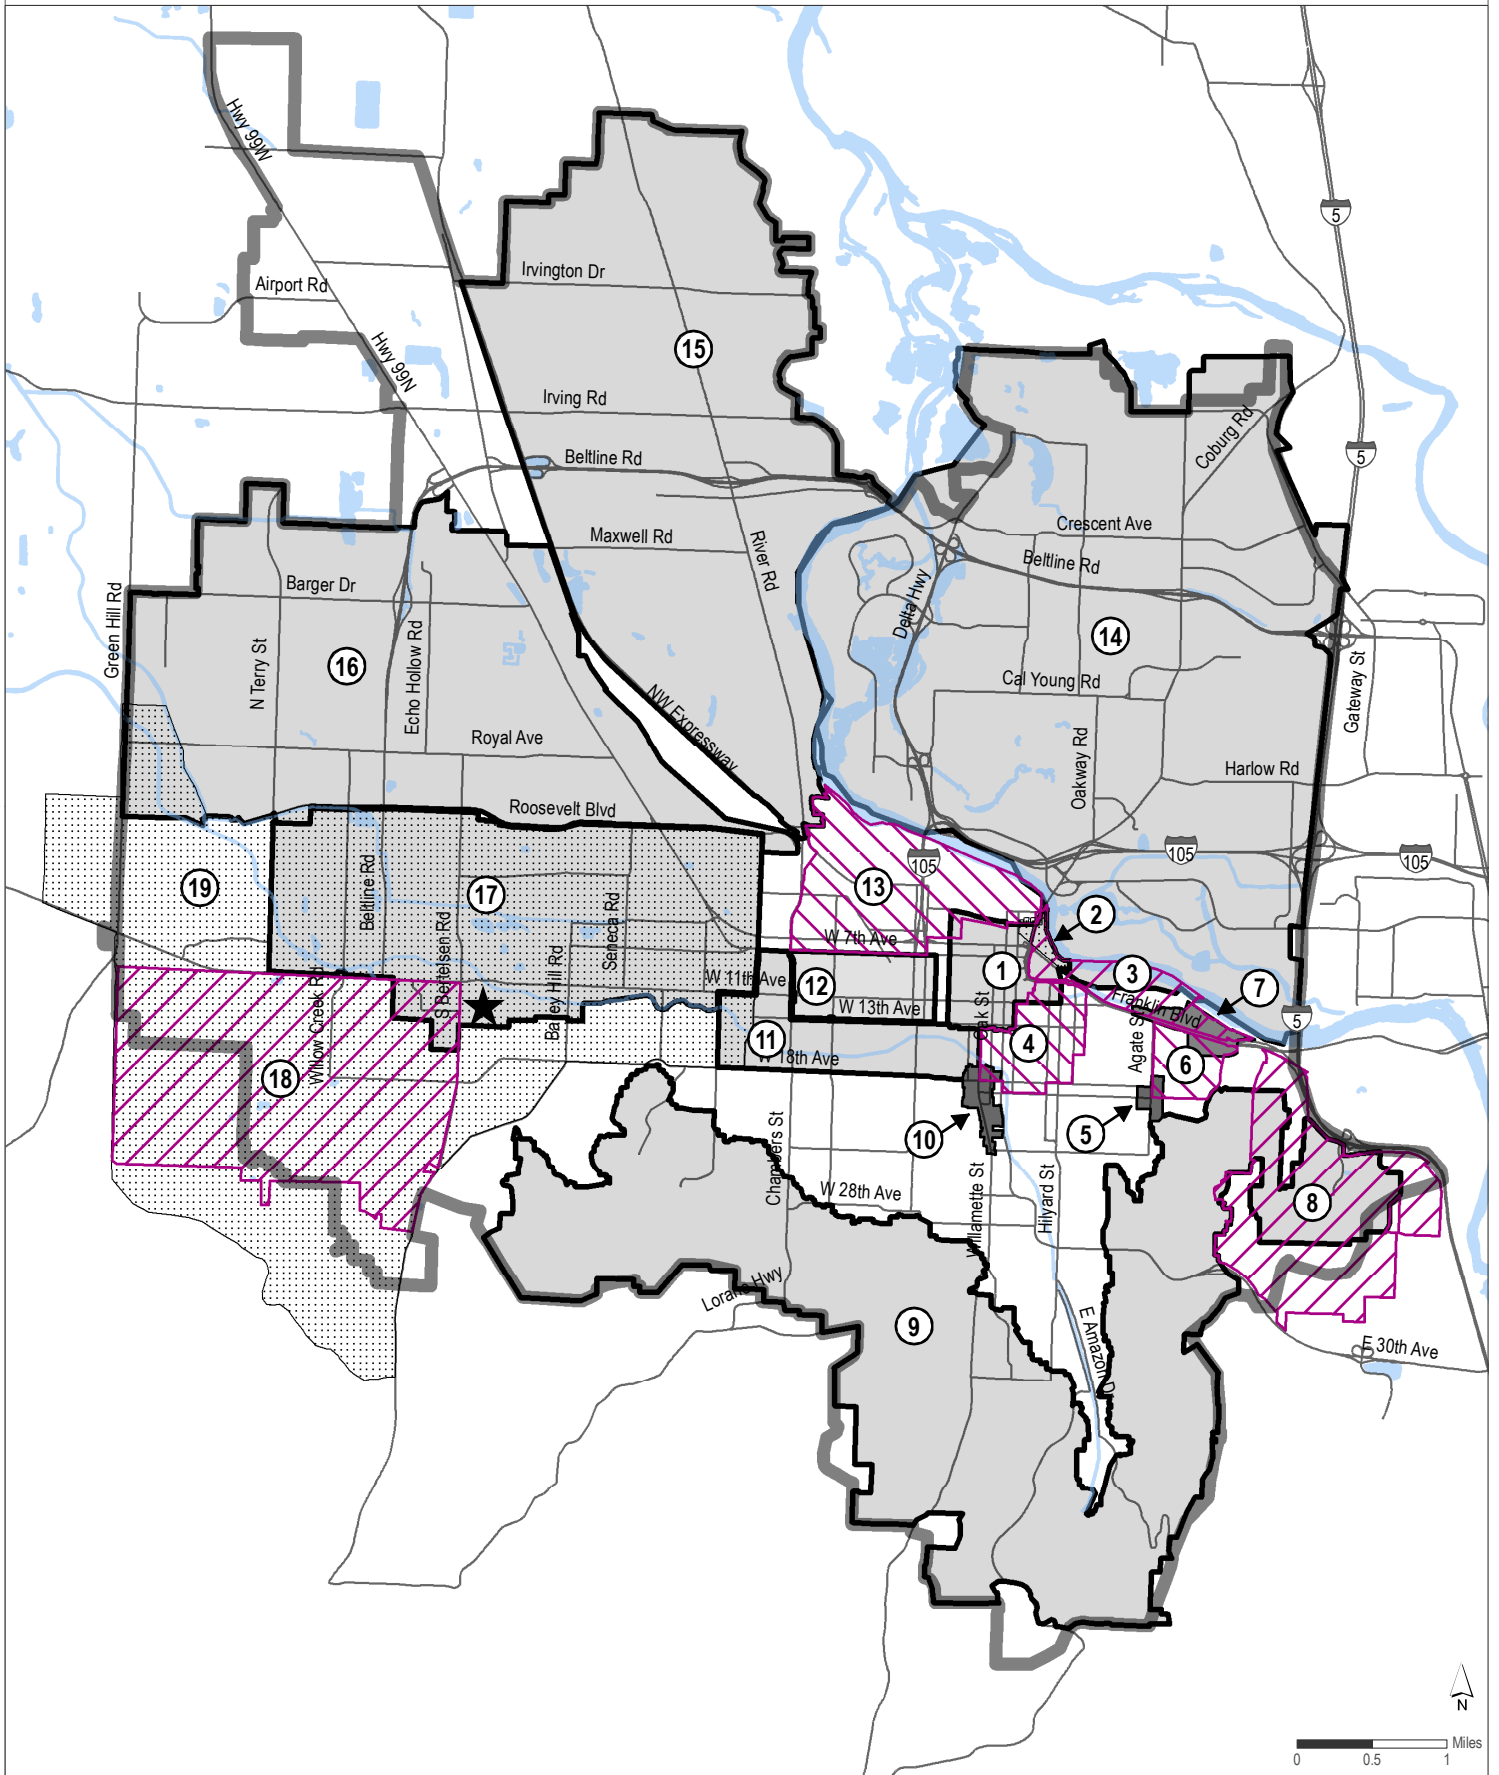 Hwy 99W
5
Irvington Dr
Airport Rd
15
Hwy 99N
Irving Rd
Coburg Rd
5
Beltline Rd
Crescent Ave
Maxwell Rd
River Rd
Beltline Rd
Barger Dr
Green Hill Rd
Delta Hwy
14
N Terry St
16
Echo Hollow Rd
Cal Young Rd
Gateway St
NW Expressway
Royal Ave
Oakway Rd
Harlow Rd
Roosevelt Blvd
105
105
105
19
Beltline Rd
17
13
Seneca Rd
2
S Bertelsen Rd
W 7th Ave
Bailey Hill Rd
W 11th Ave
12
1
3
7
Willow Creek Rd
W 13th Ave
Oak St
Franklin Blvd
5
Agate St
11
4
W 18th Ave
6
18
10
5
Chambers St
W 28th Ave
Willamette St
Hilyard St
8
Lorane Hwy
9
E Amazon Dr
E 30th Ave
N
Miles
0
0.5
1